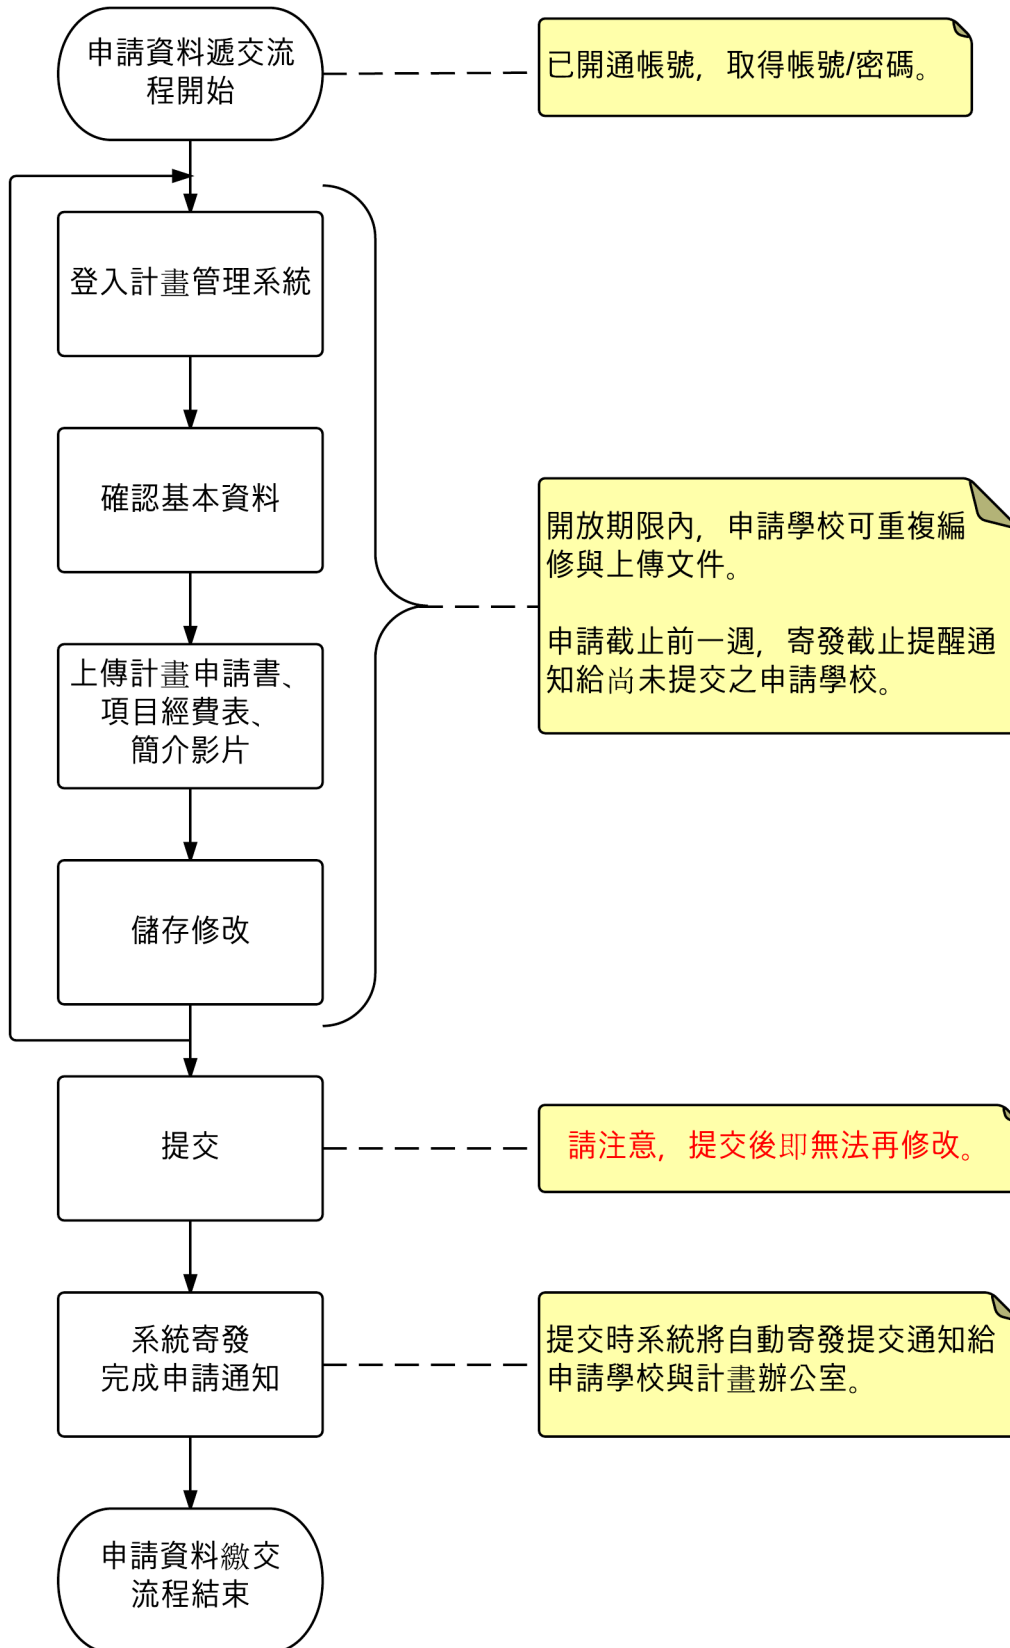 申請資料遞交流
程開始
已開通帳號，取得帳號/密碼。
登入計畫管理系統
確認基本資料
開放期限內，申請學校可重複編
修與上傳文件。
申請截止前一週，寄發截止提醒通
知給尚未提交之申請學校。
上傳計畫申請書、
項目經費表、
簡介影片
儲存修改
提交
請注意，提交後即無法再修改。
系統寄發
完成申請通知
提交時系統將自動寄發提交通知給
申請學校與計畫辦公室。
申請資料繳交
流程結束